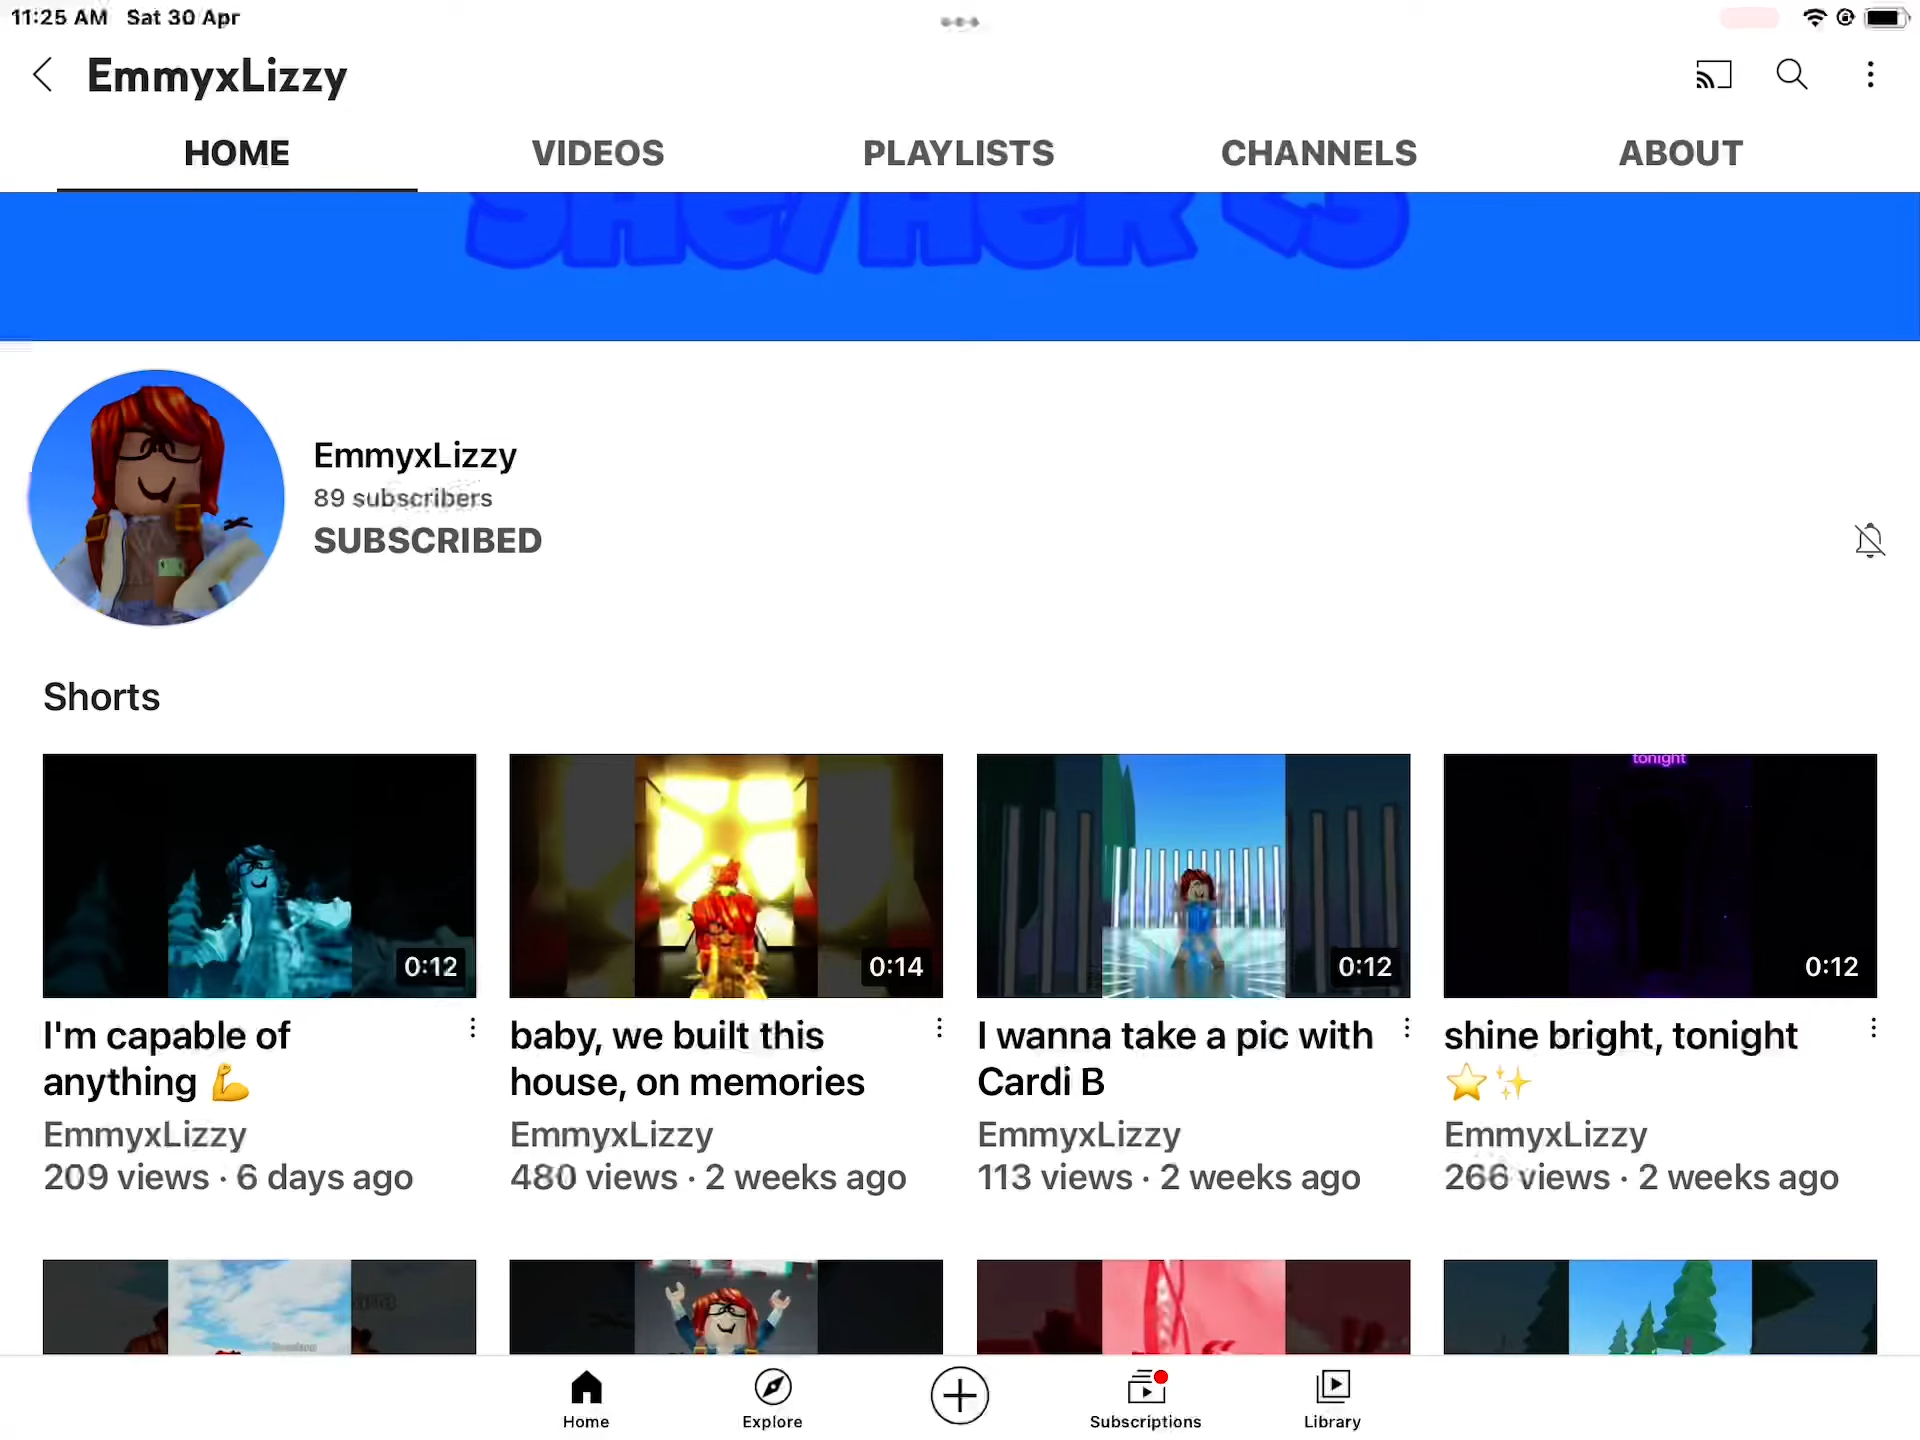 11:25 AM Sat 30 Apr
EmmyxLizzy
HOME VIDEOS PLAYLISTS CHANNELS ABOUT
SHE/HER <3
EmmyxLizzy
89 subscribers
SUBSCRIBED
Shorts
tonight
0:12
0:14
0:12
0:12
I'm capable of
anything 💪
EmmyxLizzy
209 views · 6 days ago
baby, we built this
house, on memories
EmmyxLizzy
480 views · 2 weeks ago
I wanna take a pic with
Cardi B
EmmyxLizzy
113 views · 2 weeks ago
shine bright, tonight
⭐✨
EmmyxLizzy
266 views · 2 weeks ago
Home Explore Subscriptions Library